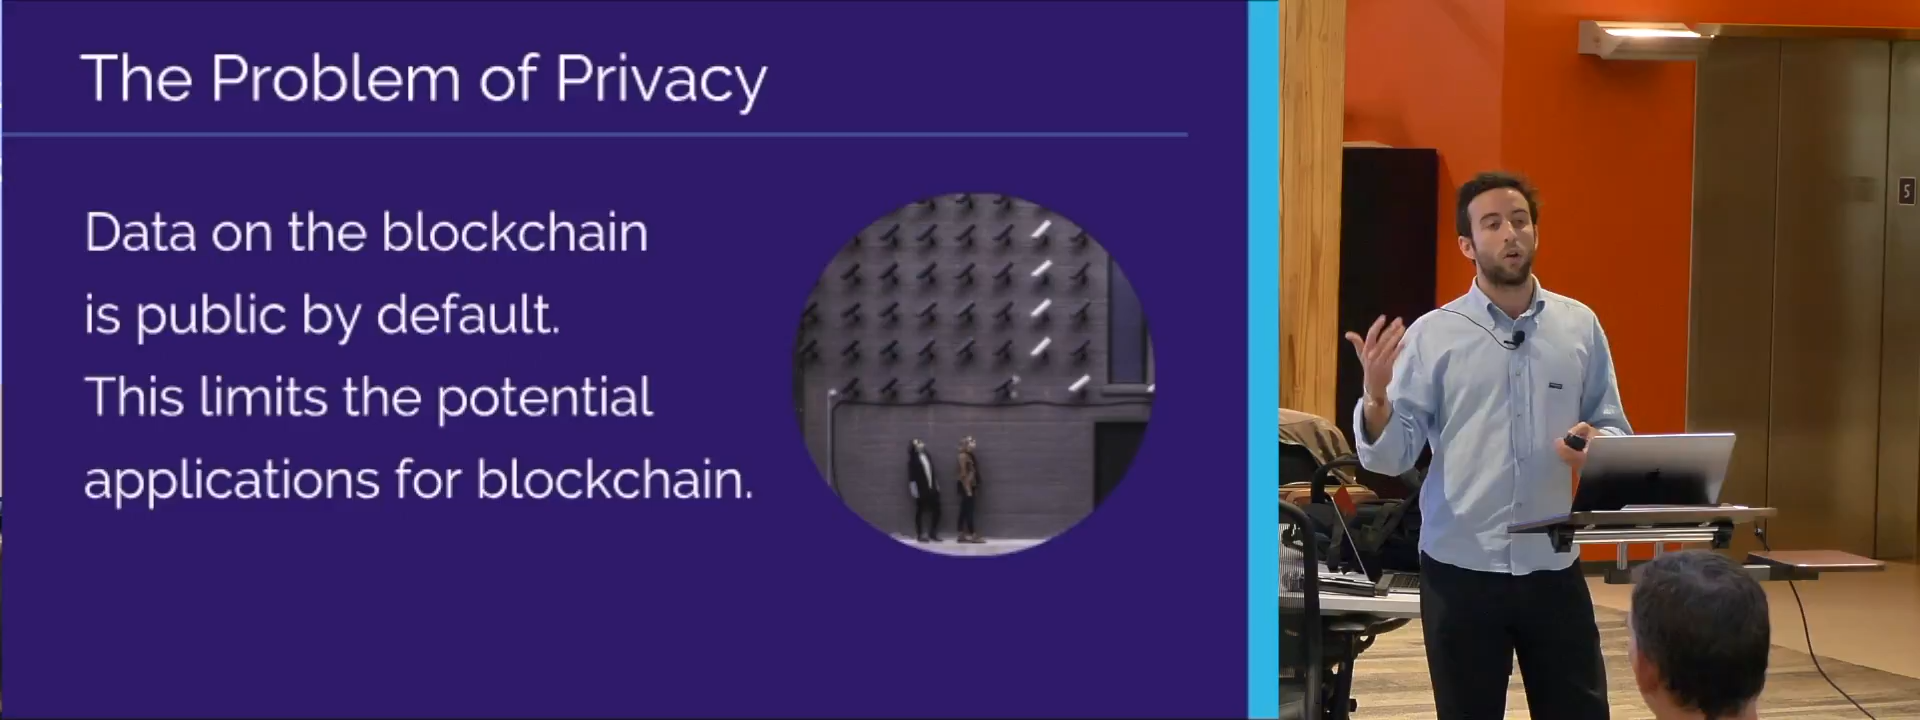 The Problem of Privacy
Data on the blockchain
is public by default.
This limits the potential
applications for blockchain.
5